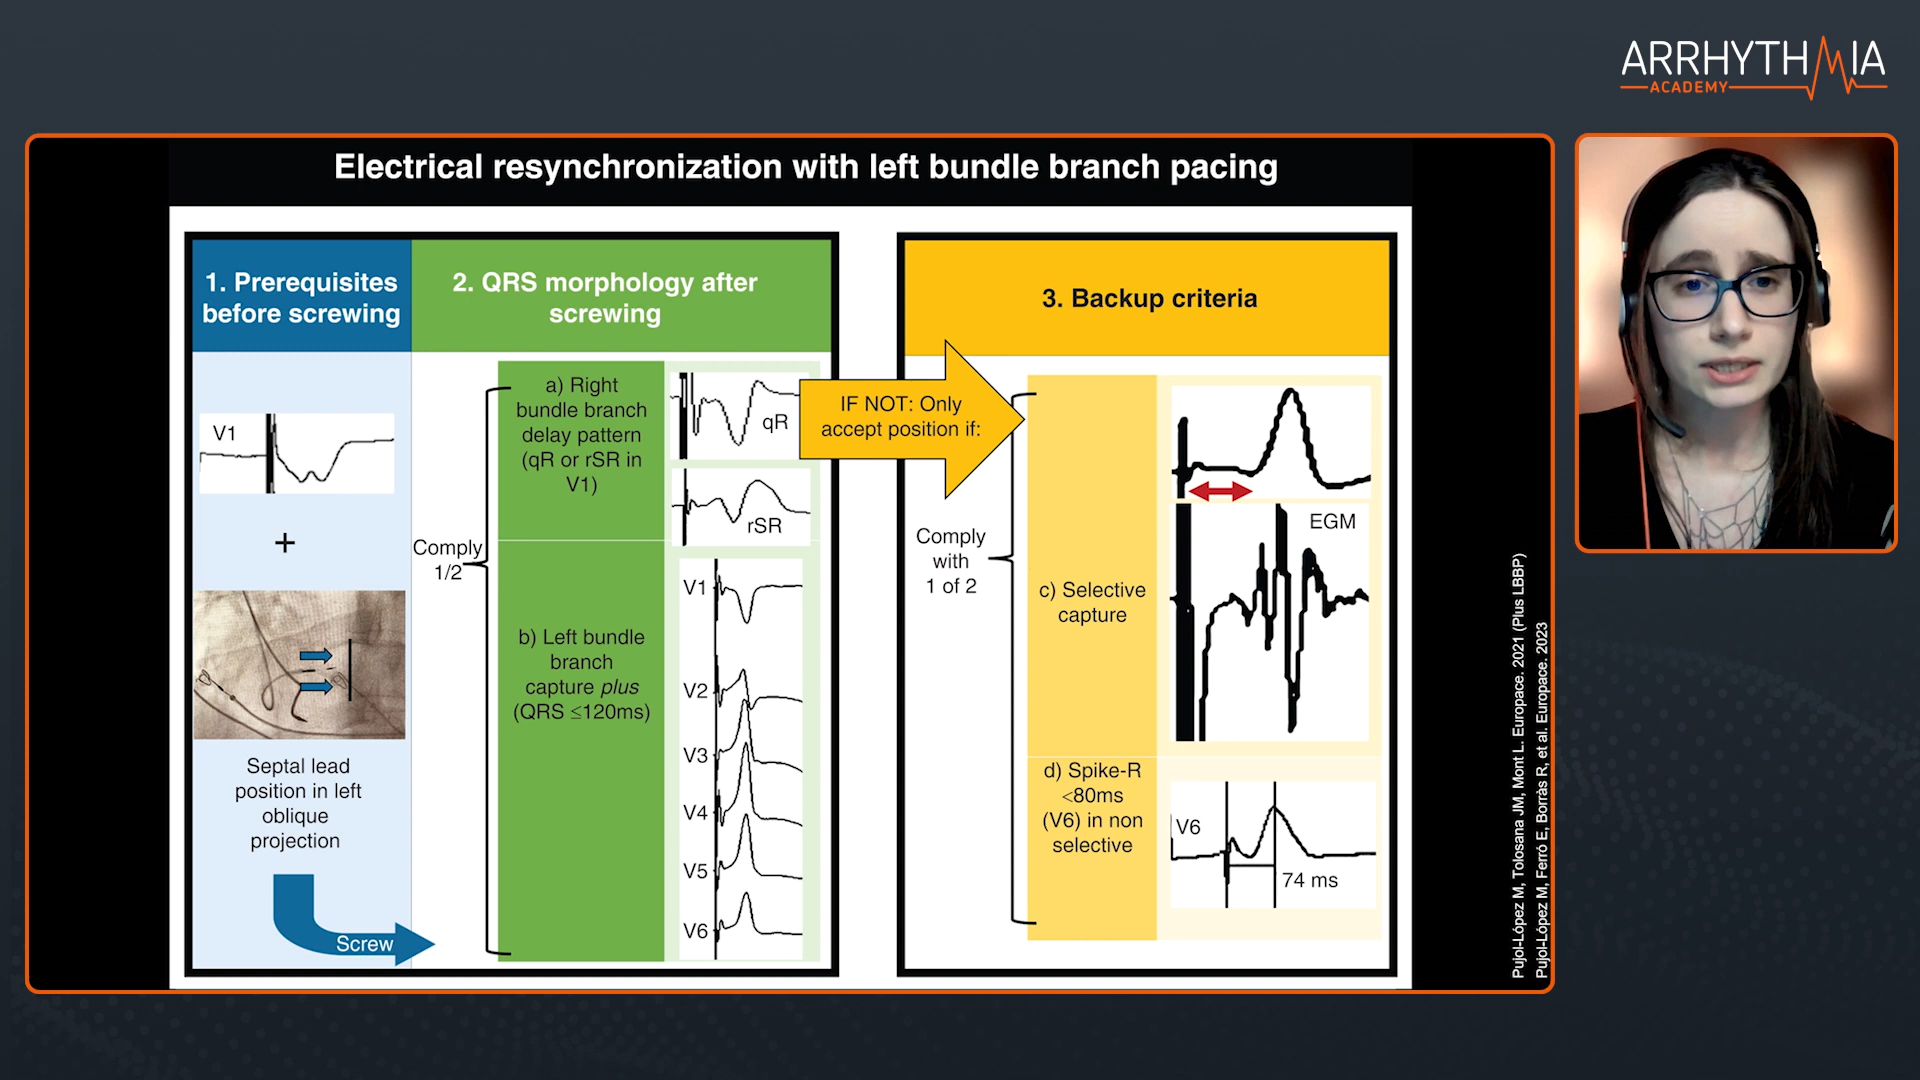 ARRHYTHMIA
ACADEMY
Electrical resynchronization with left bundle branch pacing
1. Prerequisites
before screwing
V1
+
Septal lead
position in left
oblique
projection
Screw
2. QRS morphology after
screwing
Comply
1/2
a) Right
bundle branch
delay pattern
(qR or rSR in
V1)
qR
rSR
b) Left bundle
branch
capture plus
(QRS ≤120ms)
V1
V2
V3
V4
V5
V6
IF NOT: Only
accept position if:
3. Backup criteria
Comply
with
1 of 2
c) Selective
capture
EGM
d) Spike-R
<80ms
(V6) in non
selective
V6
74 ms
Pujol-López M, Tolosana JM, Mont L. Europace. 2021 (Plus LBBP)
Pujol-López M, Ferró E, Borràs R, et al. Europace. 2023